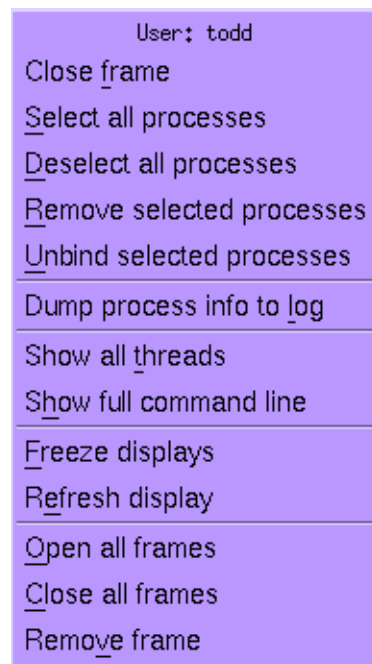 User: todd
Close frame
Select all processes
Deselect all processes
Remove selected processes
Unbind selected processes
Dump process info to log
Show all threads
Show full command line
Freeze displays
Refresh display
Open all frames
Close all frames
Remove frame